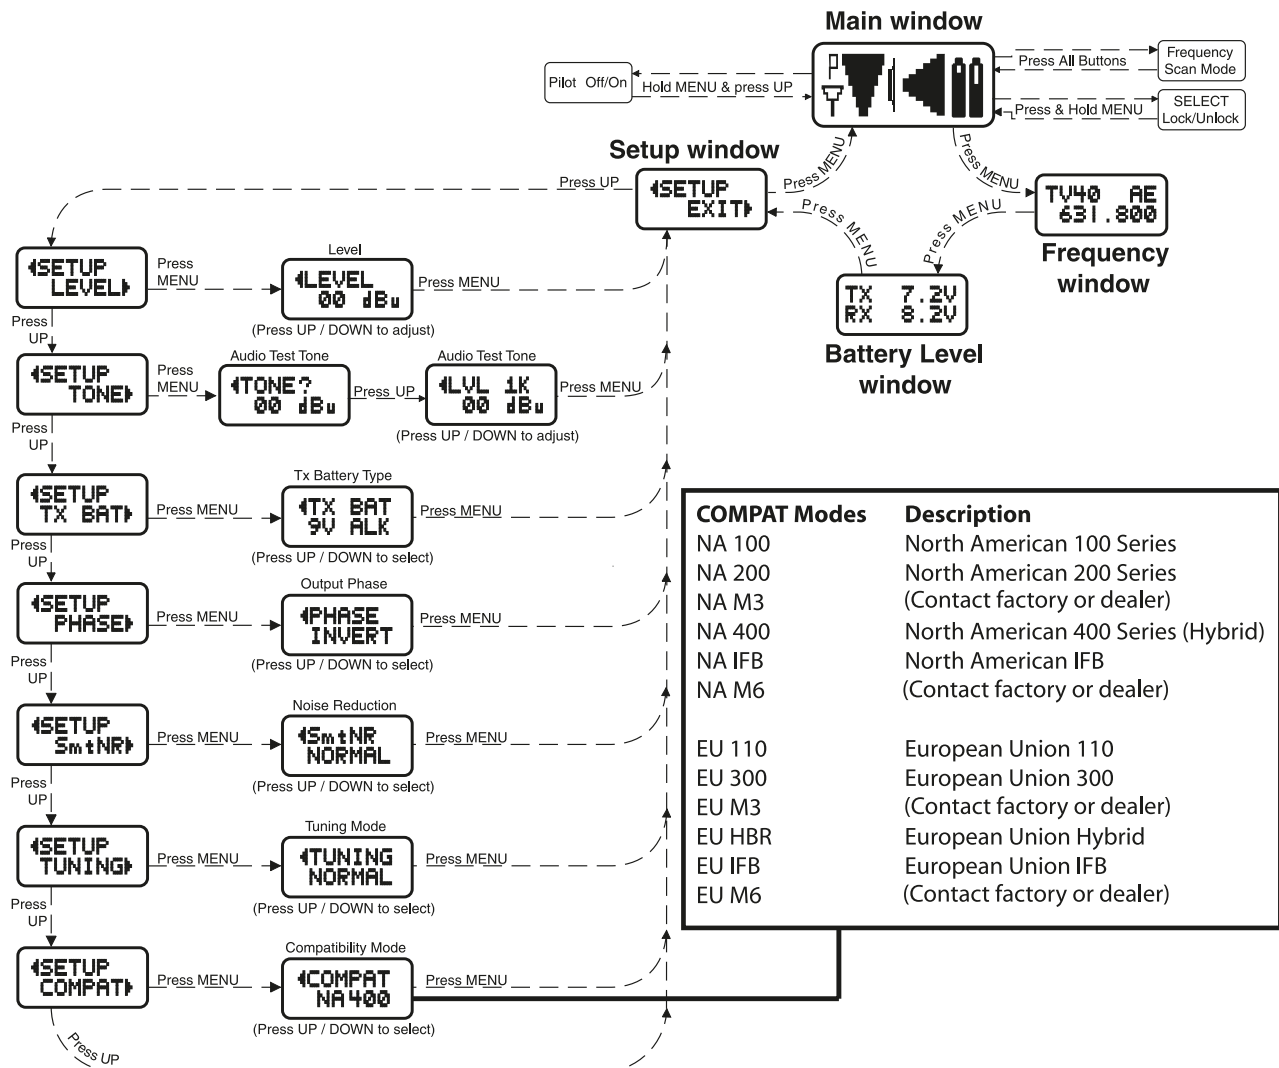 Main window
Pilot Off/On
Hold MENU & press UP
Press All Buttons
Frequency
Scan Mode
Press & Hold MENU
SELECT
Lock/Unlock
Setup window
Press UP
SETUP
EXIT
Press MENU
Press MENU
TV40 AE
631.800
Frequency
window
Press MENU
Press MENU
TX 7.2V
RX 8.2V
Battery Level
window
SETUP
LEVEL
Press
MENU
Level
LEVEL
00 dBu
(Press UP / DOWN to adjust)
Press MENU
Press
UP
SETUP
TONE
Press
MENU
Audio Test Tone
TONE?
00 dBu
Press UP
Audio Test Tone
LVL 1K
00 dBu
(Press UP / DOWN to adjust)
Press MENU
Press
UP
SETUP
TX BAT
Press MENU
Tx Battery Type
TX BAT
9V ALK
(Press UP / DOWN to select)
Press MENU
Press
UP
SETUP
PHASE
Press MENU
Output Phase
PHASE
INVERT
(Press UP / DOWN to select)
Press MENU
Press
UP
SETUP
SmtNR
Press MENU
Noise Reduction
SmtNR
NORMAL
(Press UP / DOWN to select)
Press MENU
Press
UP
SETUP
TUNING
Press MENU
Tuning Mode
TUNING
NORMAL
(Press UP / DOWN to select)
Press MENU
Press
UP
SETUP
COMPAT
Press MENU
Compatibility Mode
COMPAT
NA 400
(Press UP / DOWN to select)
Press MENU
Press UP
COMPAT Modes Description
NA 100 North American 100 Series
NA 200 North American 200 Series
NA M3 (Contact factory or dealer)
NA 400 North American 400 Series (Hybrid)
NA IFB North American IFB
NA M6 (Contact factory or dealer)
EU 110 European Union 110
EU 300 European Union 300
EU M3 (Contact factory or dealer)
EU HBR European Union Hybrid
EU IFB European Union IFB
EU M6 (Contact factory or dealer)